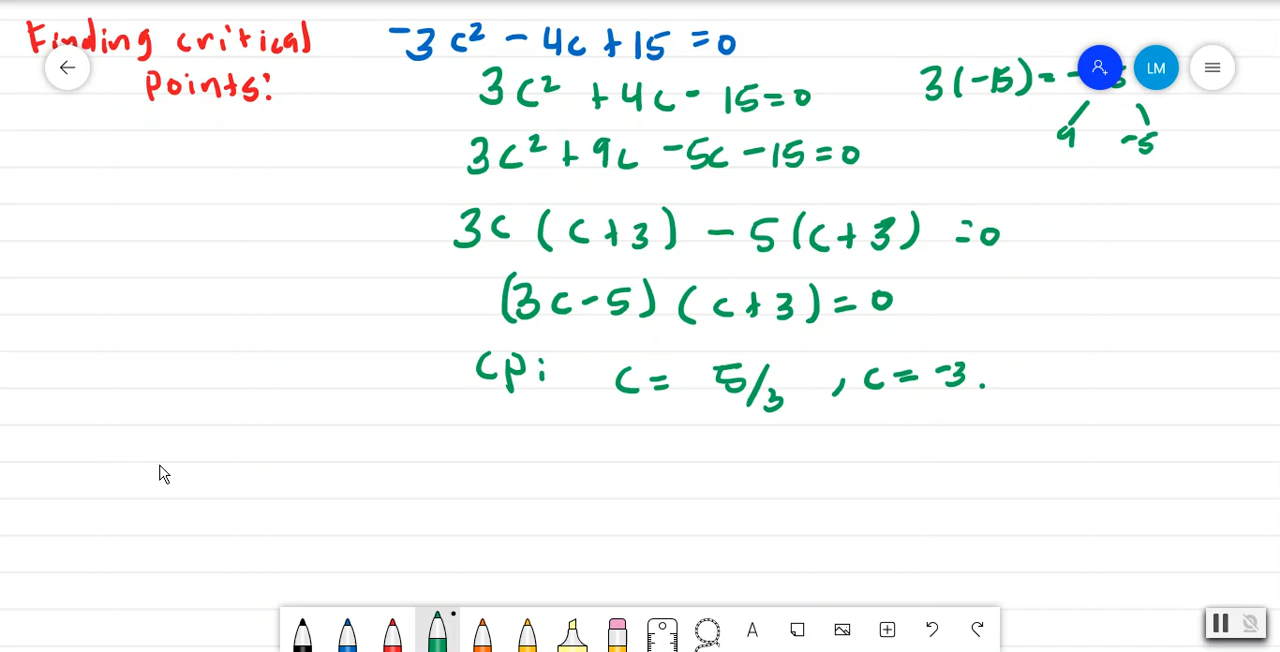 Finding critical
points:
-3c² - 4c + 15 = 0
3c² + 4c - 15 = 0
3(-15) = -
9 -5
3c² + 9c - 5c - 15 = 0
3c (c + 3) - 5 (c + 3) = 0
(3c - 5) (c + 3) = 0
cp: c = 5/3 , c = -3.
LM
A